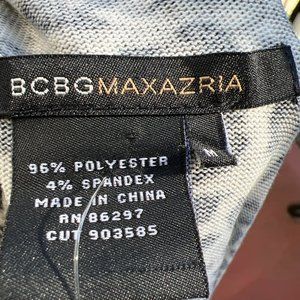 BCBGMAXAZRIA
M
96% POLYESTER
4% SPANDEX
MADE IN CHINA
RN 86297
CUT 903585